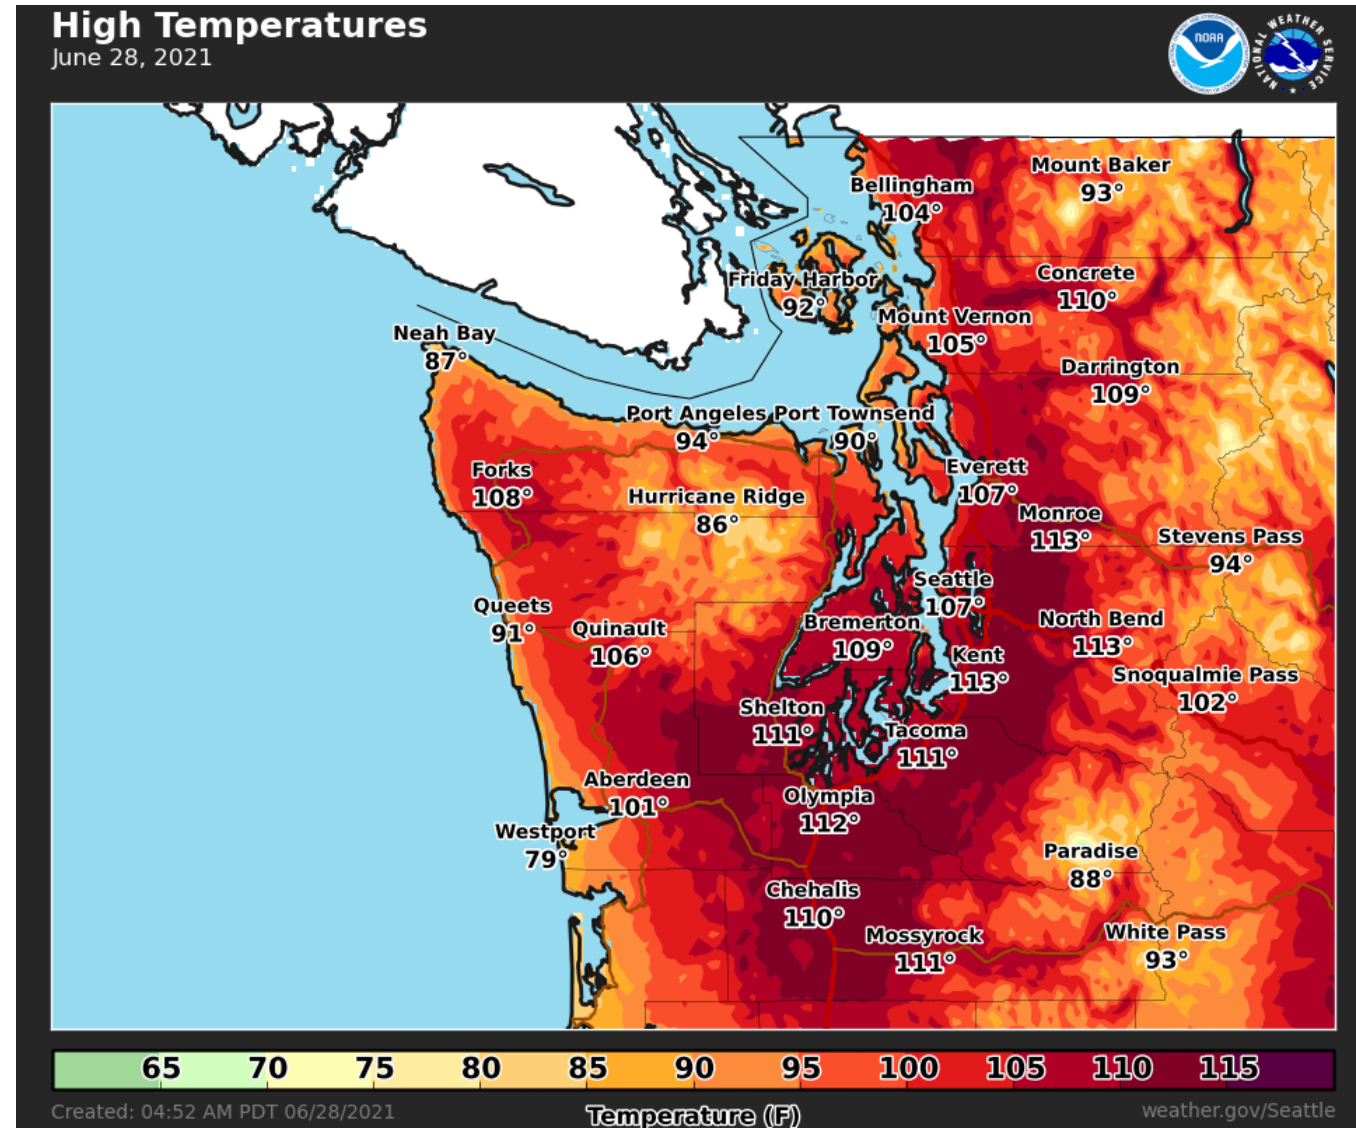 High Temperatures
June 28, 2021
NOAA
NATIONAL WEATHER SERVICE
Mount Baker
93°
Bellingham
104°
Concrete
110°
Friday Harbor
92°
Mount Vernon
105°
Neah Bay
87°
Darrington
109°
Port Angeles
94°
Port Townsend
90°
Forks
108°
Everett
107°
Hurricane Ridge
86°
Monroe
113°
Stevens Pass
94°
Seattle
107°
Queets
91°
Quinault
106°
Bremerton
109°
North Bend
113°
Kent
113°
Snoqualmie Pass
102°
Shelton
111°
Tacoma
111°
Aberdeen
101°
Olympia
112°
Westport
79°
Paradise
88°
Chehalis
110°
Mossyrock
111°
White Pass
93°
65 70 75 80 85 90 95 100 105 110 115
Created: 04:52 AM PDT 06/28/2021
Temperature (F)
weather.gov/Seattle